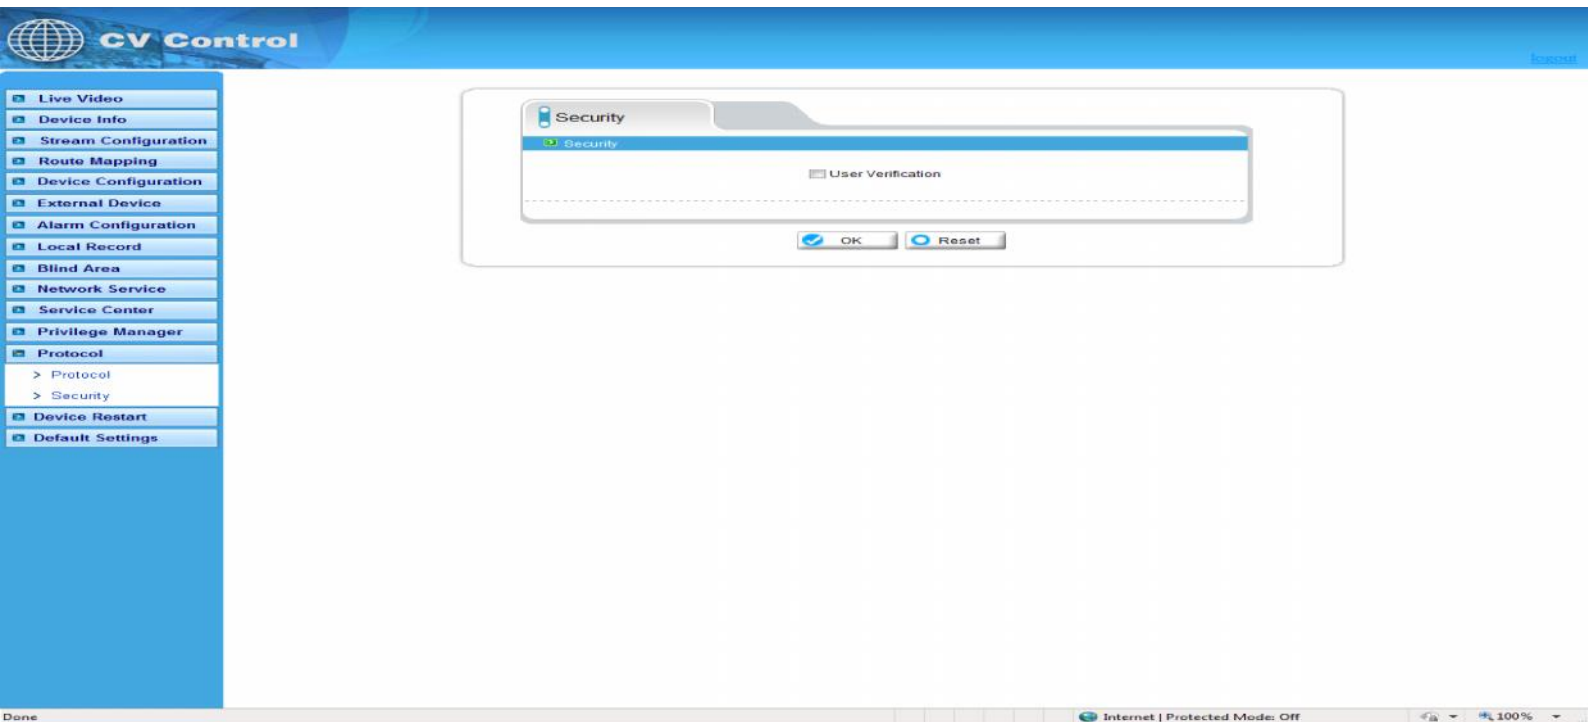 CV Control
logout
Live Video
Device Info
Stream Configuration
Route Mapping
Device Configuration
External Device
Alarm Configuration
Local Record
Blind Area
Network Service
Service Center
Privilege Manager
Protocol
> Protocol
> Security
Device Restart
Default Settings
Security
Security
User Verification
OK Reset
Done Internet | Protected Mode: Off 100%